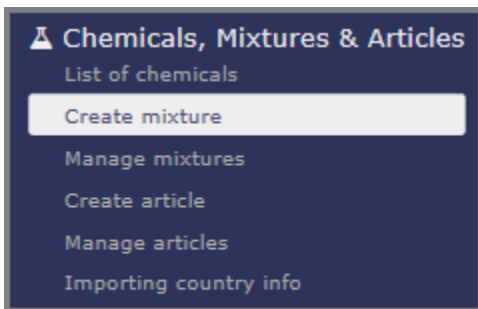 Chemicals, Mixtures & Articles
List of chemicals
Create mixture
Manage mixtures
Create article
Manage articles
Importing country info